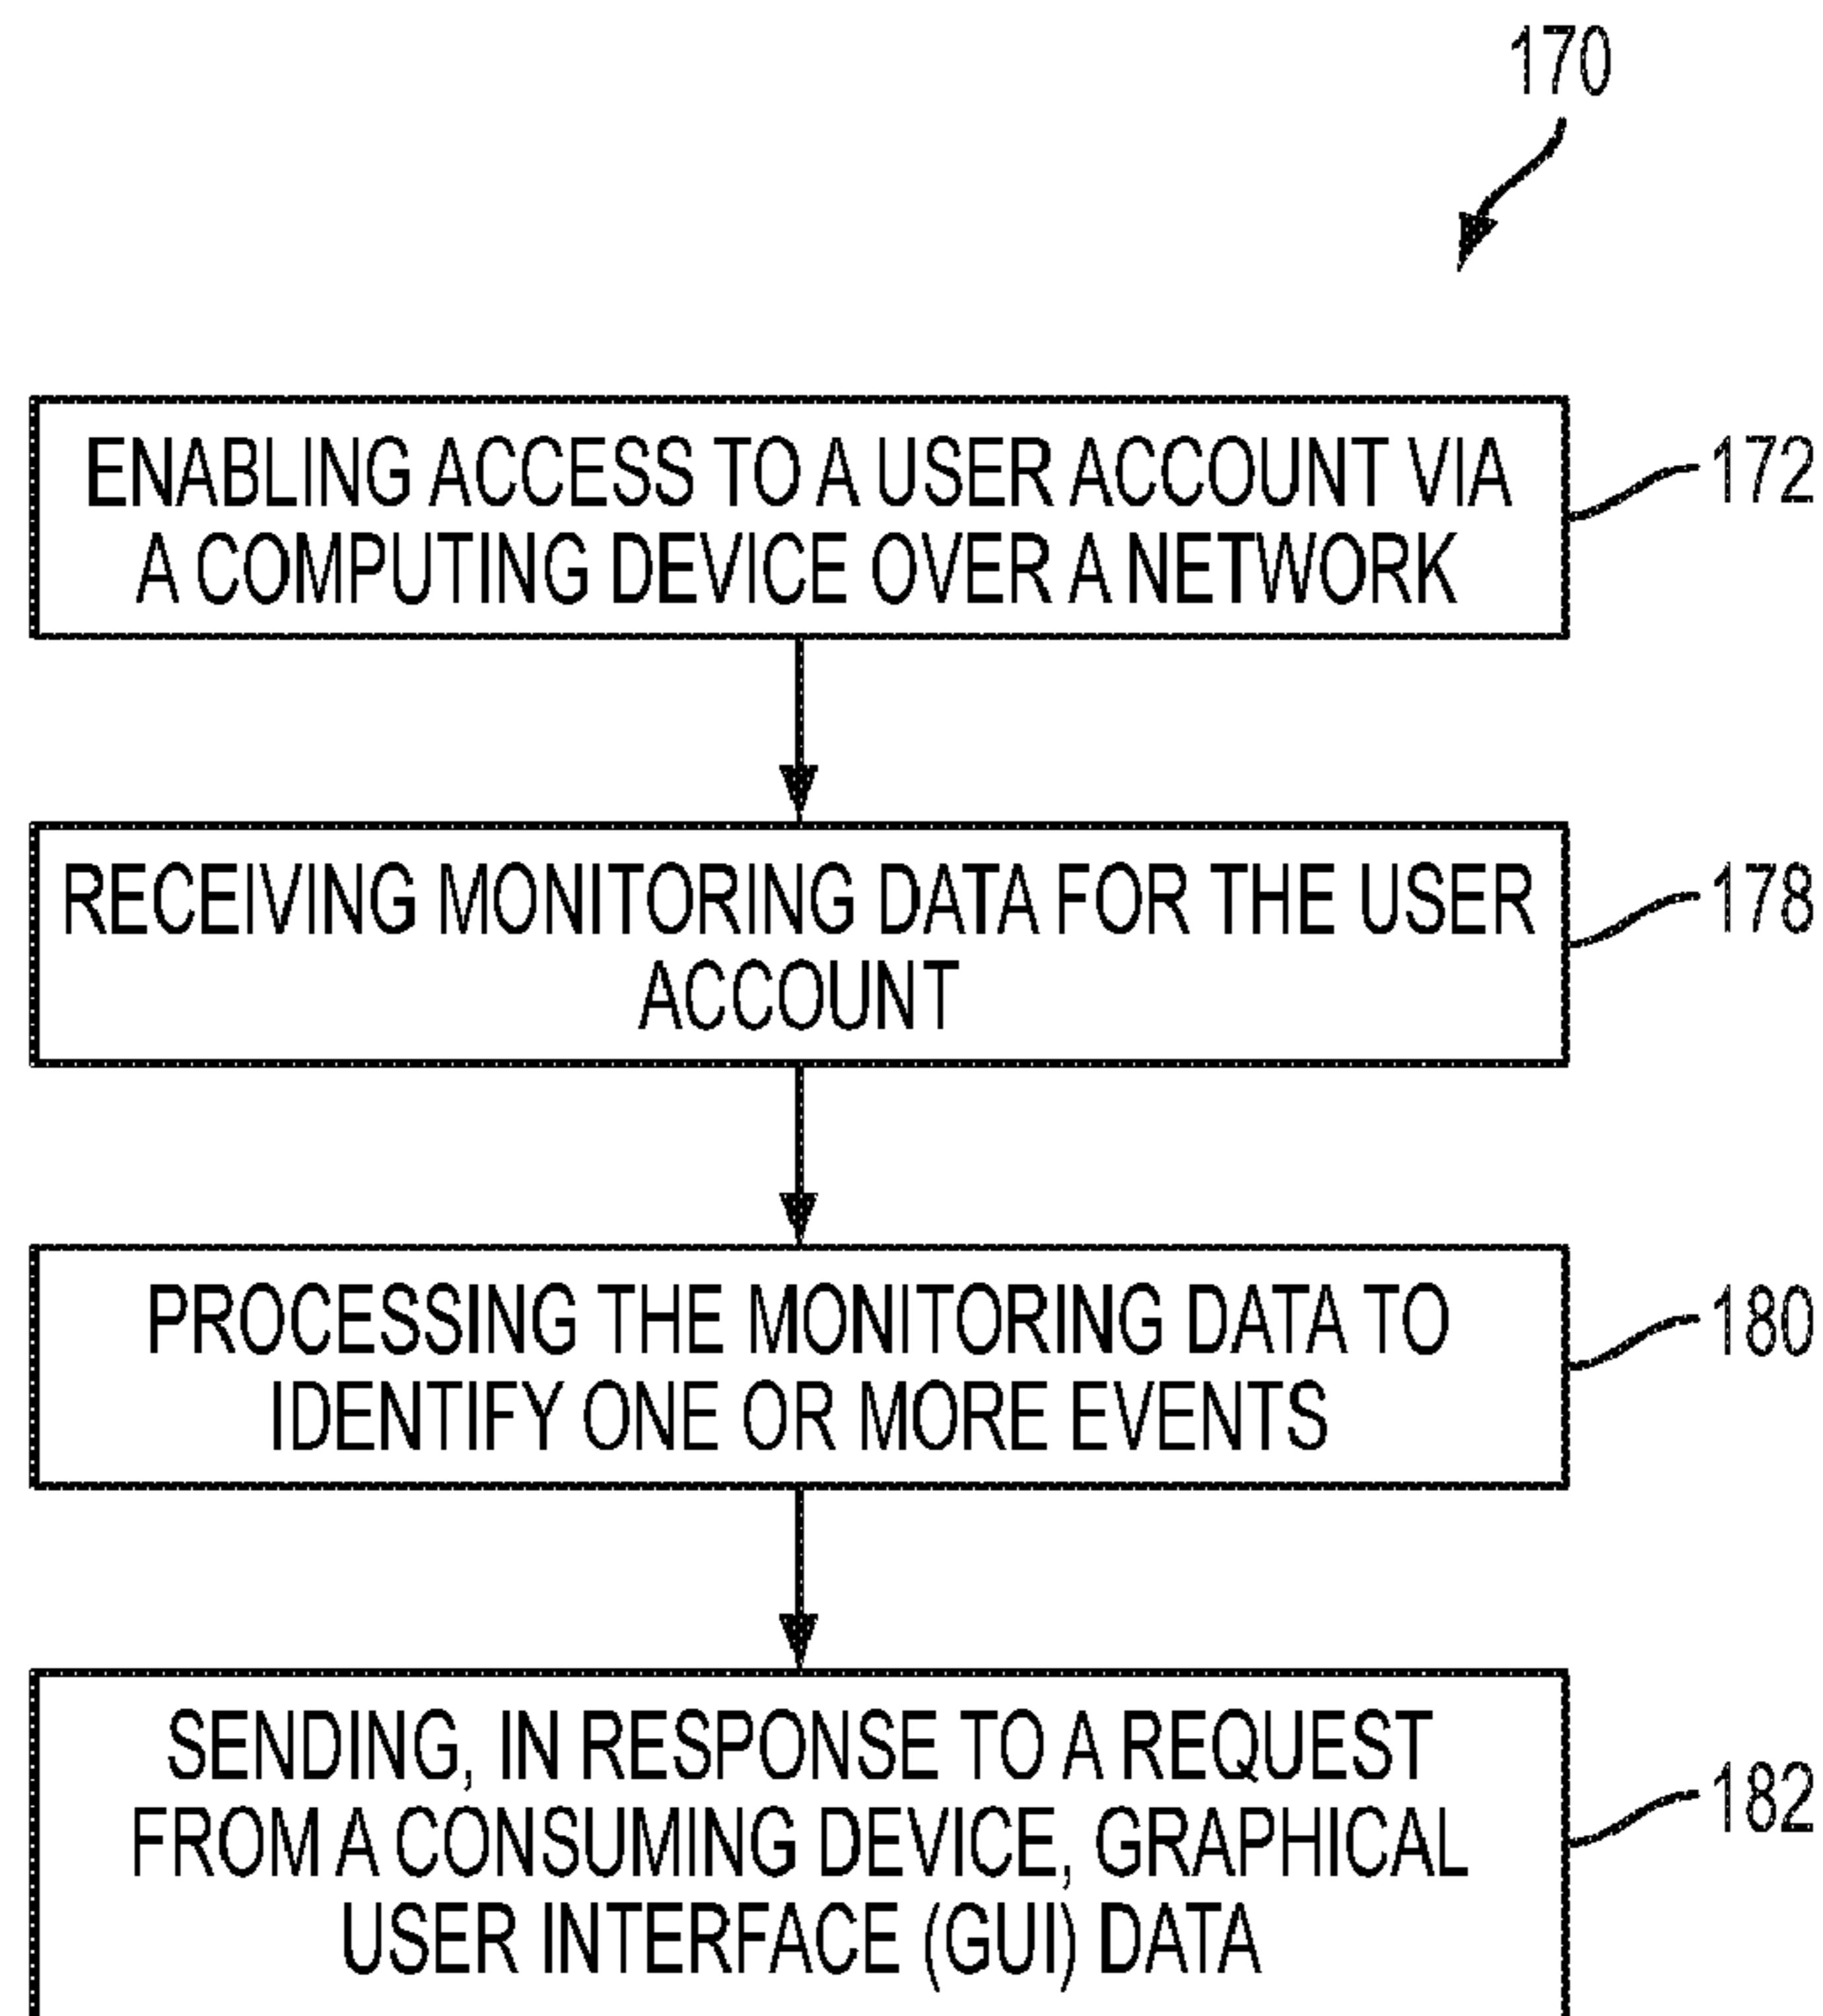 170
ENABLING ACCESS TO A USER ACCOUNT VIA
A COMPUTING DEVICE OVER A NETWORK
172
RECEIVING MONITORING DATA FOR THE USER
ACCOUNT
178
PROCESSING THE MONITORING DATA TO
IDENTIFY ONE OR MORE EVENTS
180
SENDING, IN RESPONSE TO A REQUEST
FROM A CONSUMING DEVICE, GRAPHICAL
USER INTERFACE (GUI) DATA
182